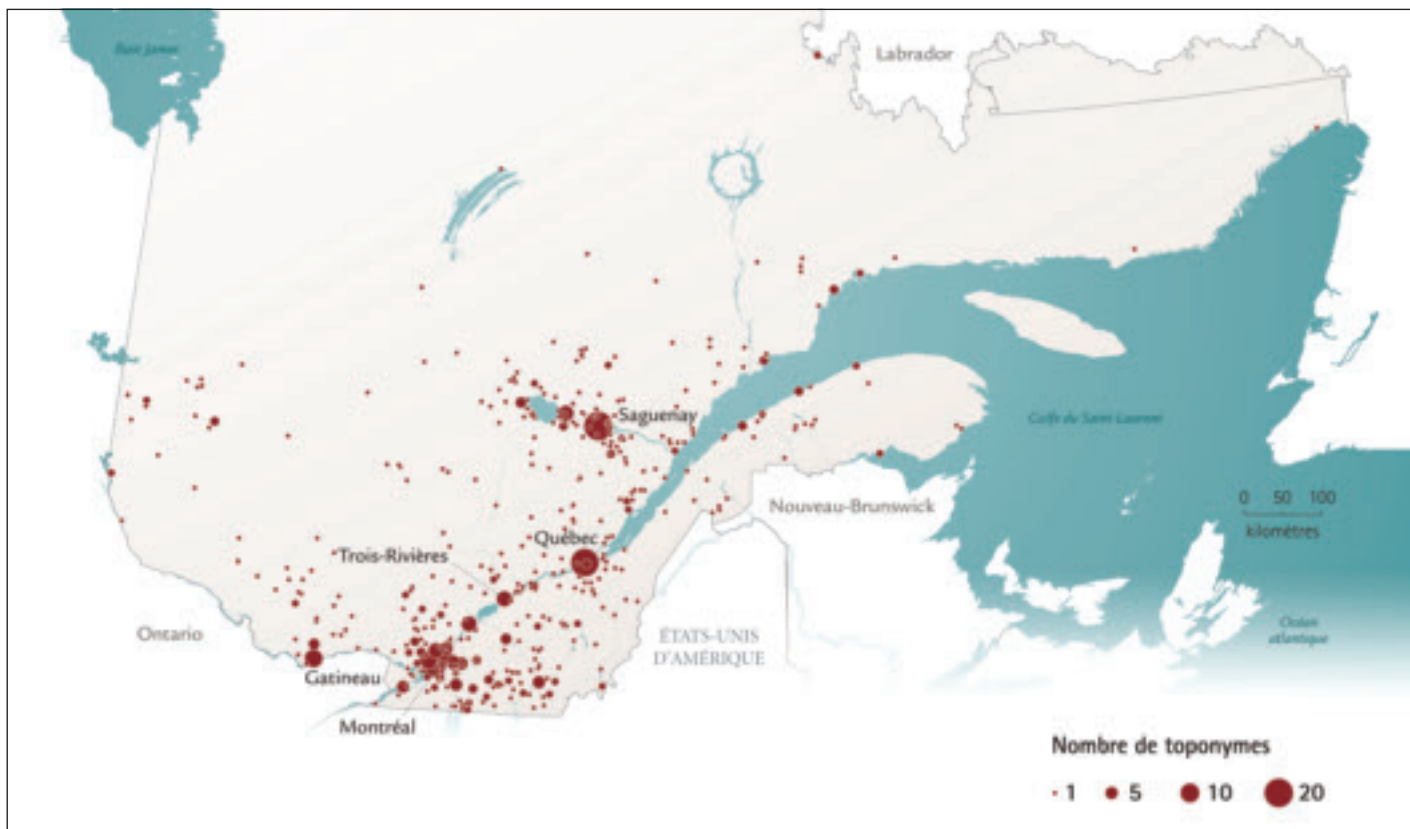 Baie James
Labrador
Saguenay
Golfe du Saint-Laurent
Nouveau-Brunswick
0 50 100
kilomètres
Québec
Trois-Rivières
Ontario
ÉTATS-UNIS
D'AMÉRIQUE
Océan
atlantique
Gatineau
Montréal
Nombre de toponymes
1 5 10 20